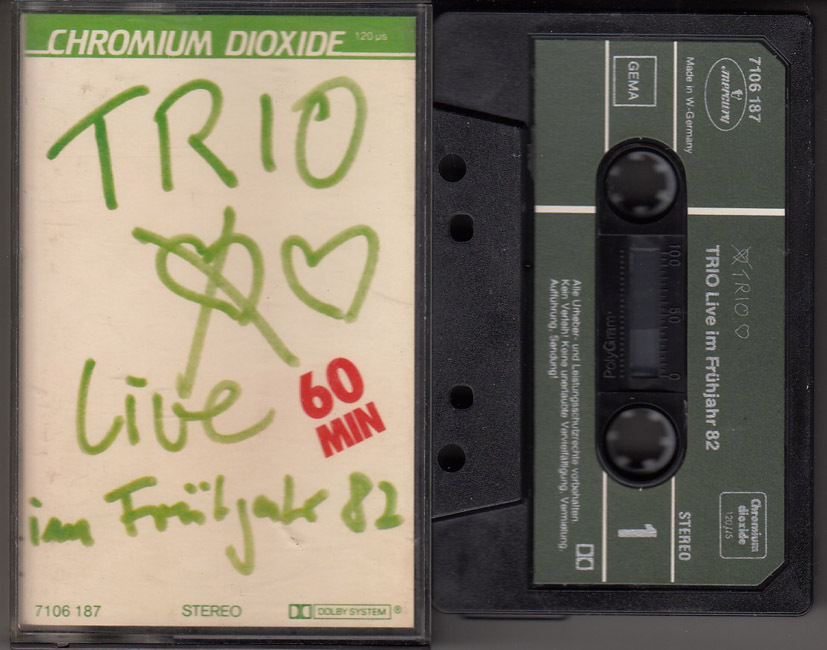 CHROMIUM DIOXIDE 120 µs
TRIO
Live
60
MIN
im Frühjahr 82
7106 187 STEREO DOLBY SYSTEM ®
7106 187
mercury
Made in W-Germany
GEMA
TRIO
TRIO Live im Frühjahr 82
100 50 0
PolyGram
Alle Urheber- und Leistungsschutzrechte vorbehalten.
Kein Verleih! Keine unerlaubte Vervielfältigung, Vermietung,
Aufführung, Sendung!
Chromium
dioxide
120µs
STEREO
1